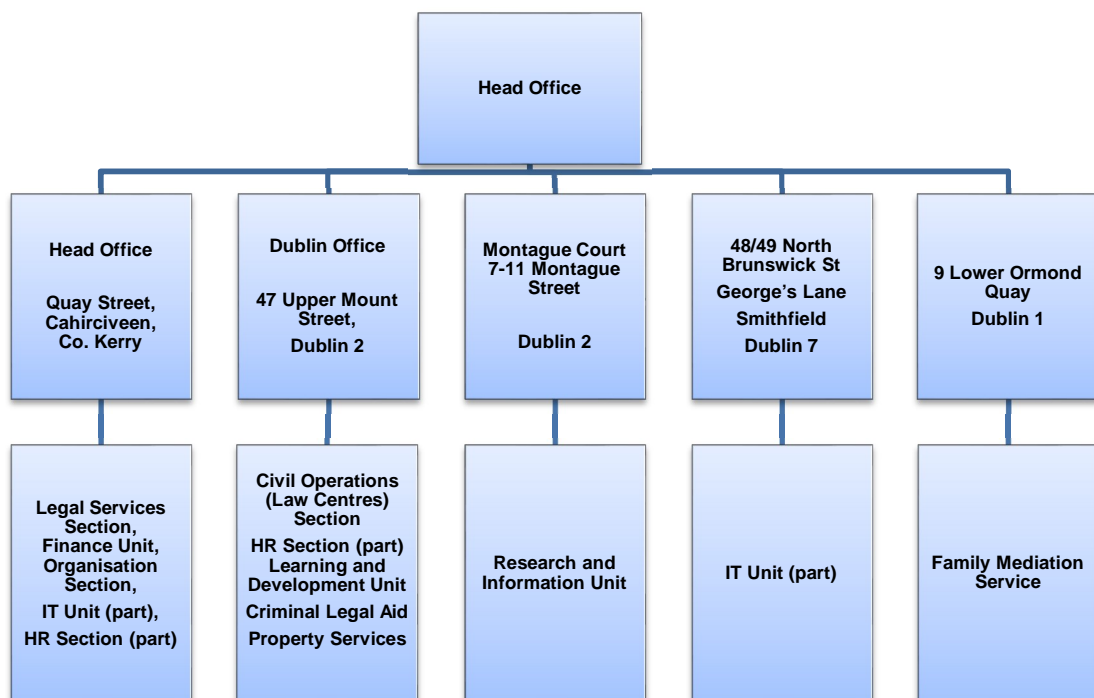 Head Office
Head Office
Quay Street,
Cahirciveen,
Co. Kerry
Dublin Office
47 Upper Mount
Street,
Dublin 2
Montague Court
7-11 Montague
Street
Dublin 2
48/49 North
Brunswick St
George’s Lane
Smithfield
Dublin 7
9 Lower Ormond
Quay
Dublin 1
Legal Services
Section,
Finance Unit,
Organisation
Section,
IT Unit (part),
HR Section (part)
Civil Operations
(Law Centres)
Section
HR Section (part)
Learning and
Development Unit
Criminal Legal Aid
Property Services
Research and
Information Unit
IT Unit (part)
Family Mediation
Service